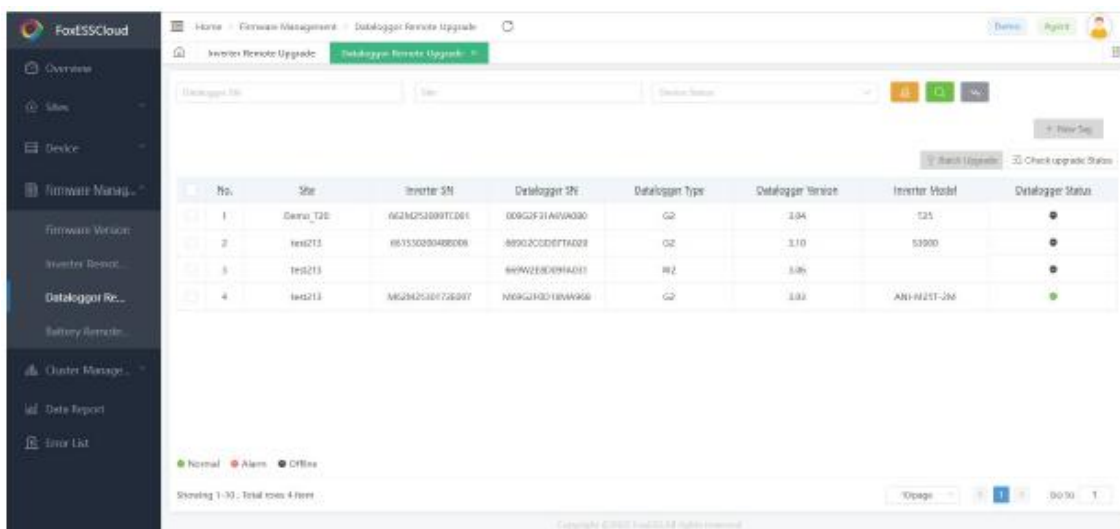 FoxESSCloud
Home / Firmware Management / Datalogger Remote Upgrade
Demo Agent
Inverter Remote Upgrade Datalogger Remote Upgrade ×
Overview
Sites
Device
Firmware Manag...
Firmware Version
Inverter Remot...
Datalogger Re...
Battery Remote...
Cluster Manage...
Data Report
Error List
Datalogger SN Site Device Status
+ New Tag
Batch Upgrade Check upgrade Status
No. Site Inverter SN Datalogger SN Datalogger Type Datalogger Version Inverter Model Datalogger Status
1 Demo_T20 G2 3.04 T25
2 test213 G2 3.10 S3000
3 test213 W2 3.06
4 test213 G2 3.03
Normal Alarm Offline
Showing 1-10 , Total rows 4 item
10page 1 Go to 1